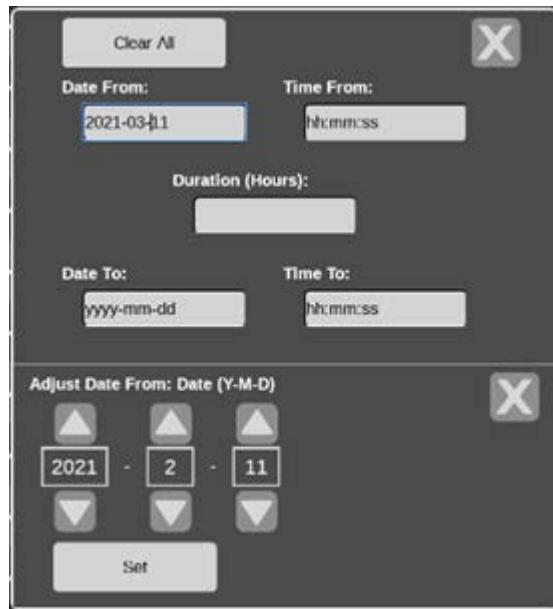 Clear All X
Date From: Time From:
2021-03-11 hh:mm:ss
Duration (Hours):
Date To: Time To:
yyyy-mm-dd hh:mm:ss
Adjust Date From: Date (Y-M-D) X
2021 - 2 - 11
Set